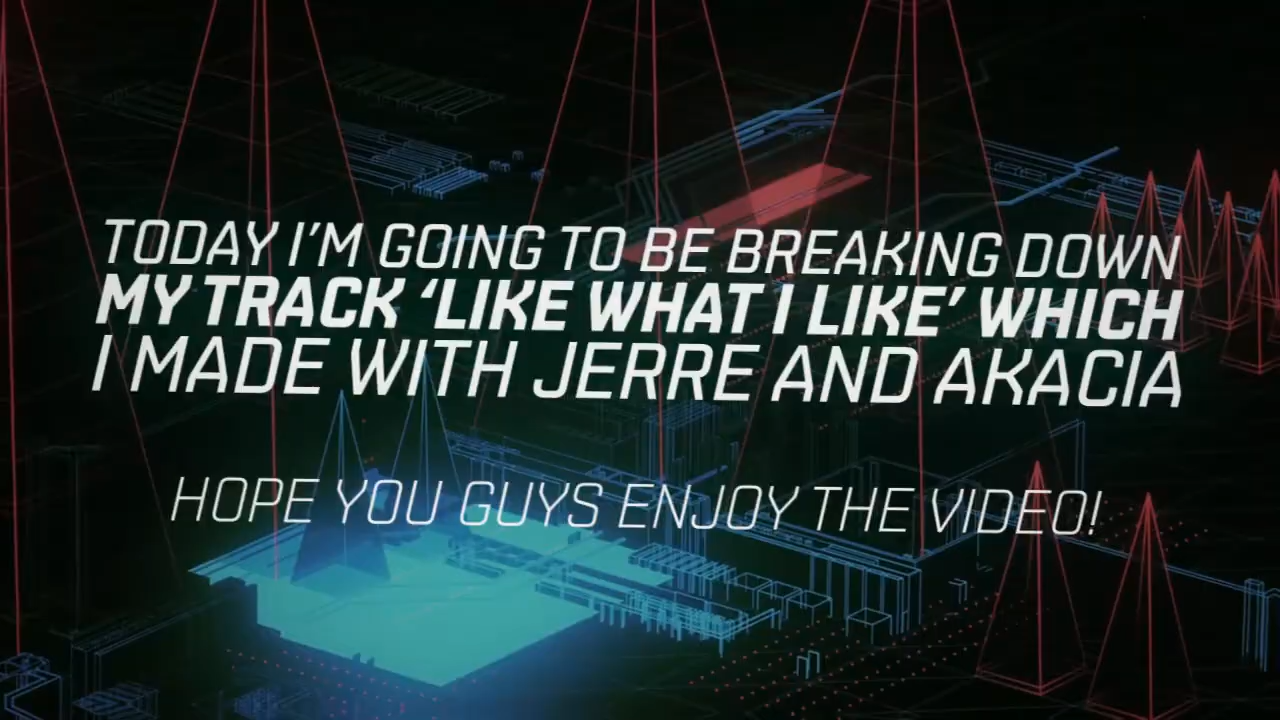 TODAY I'M GOING TO BE BREAKING DOWN
MY TRACK ‘LIKE WHAT I LIKE’ WHICH
I MADE WITH JERRE AND AKACIA
HOPE YOU GUYS ENJOY THE VIDEO!